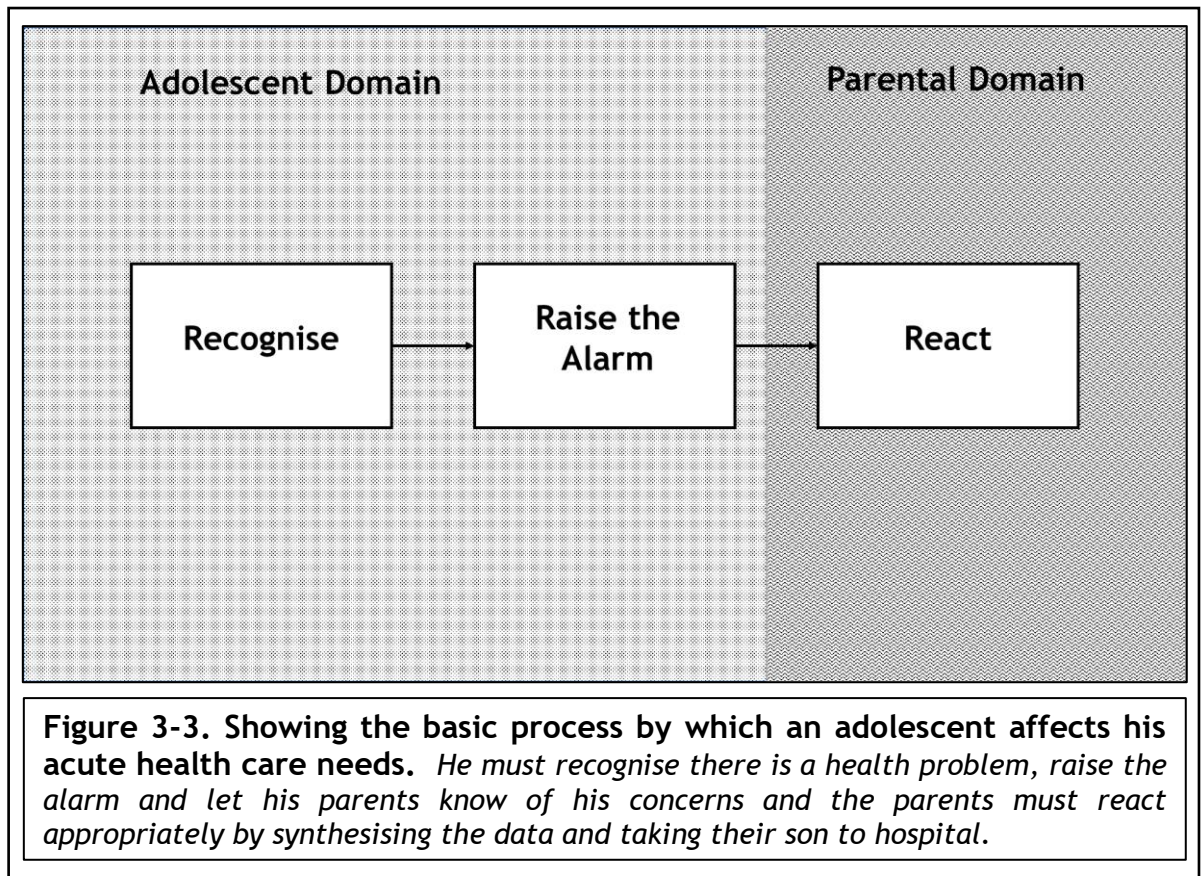 Adolescent Domain
Parental Domain
Recognise
Raise the
Alarm
React
Figure 3-3. Showing the basic process by which an adolescent affects his
acute health care needs. He must recognise there is a health problem, raise the
alarm and let his parents know of his concerns and the parents must react
appropriately by synthesising the data and taking their son to hospital.